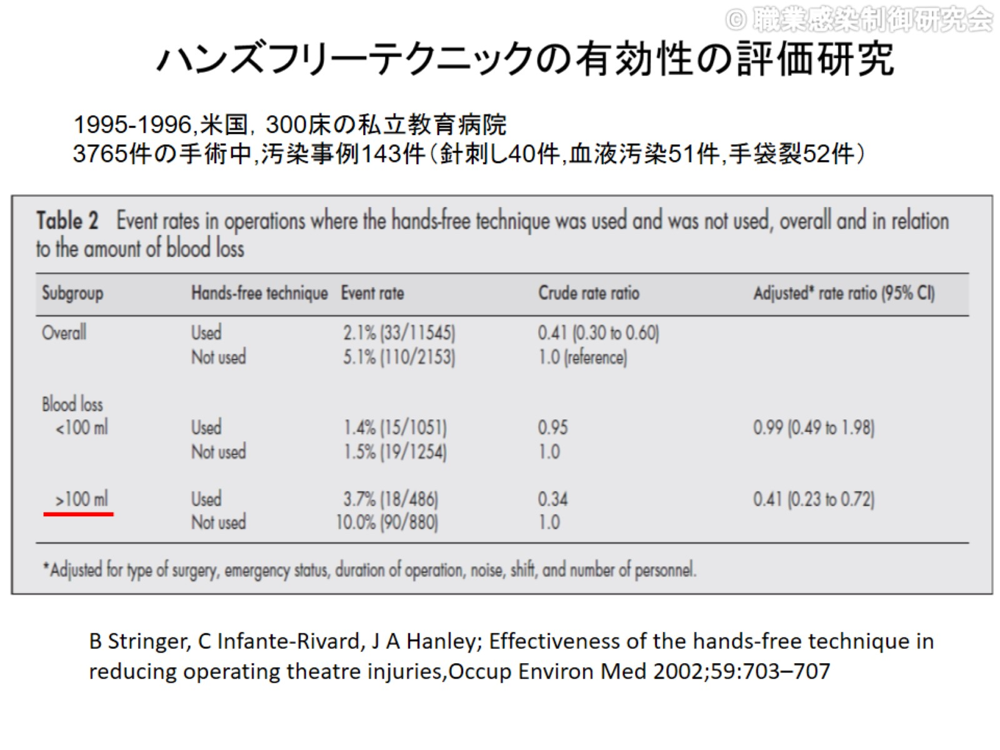 © 職業感染制御研究会
ハンズフリーテクニックの有効性の評価研究
1995-1996,米国, 300床の私立教育病院
3765件の手術中,汚染事例143件(針刺し40件,血液汚染51件,手袋裂52件)
Table 2 Event rates in operations where the hands-free technique was used and was not used, overall and in relation
to the amount of blood loss
Subgroup Hands-free technique Event rate Crude rate ratio Adjusted* rate ratio (95% CI)
Overall Used 2.1% (33/11545) 0.41 (0.30 to 0.60)
Not used 5.1% (110/2153) 1.0 (reference)
Blood loss
<100 ml Used 1.4% (15/1051) 0.95 0.99 (0.49 to 1.98)
Not used 1.5% (19/1254) 1.0
>100 ml Used 3.7% (18/486) 0.34 0.41 (0.23 to 0.72)
Not used 10.0% (90/880) 1.0
*Adjusted for type of surgery, emergency status, duration of operation, noise, shift, and number of personnel.
B Stringer, C Infante-Rivard, J A Hanley; Effectiveness of the hands-free technique in
reducing operating theatre injuries,Occup Environ Med 2002;59:703–707